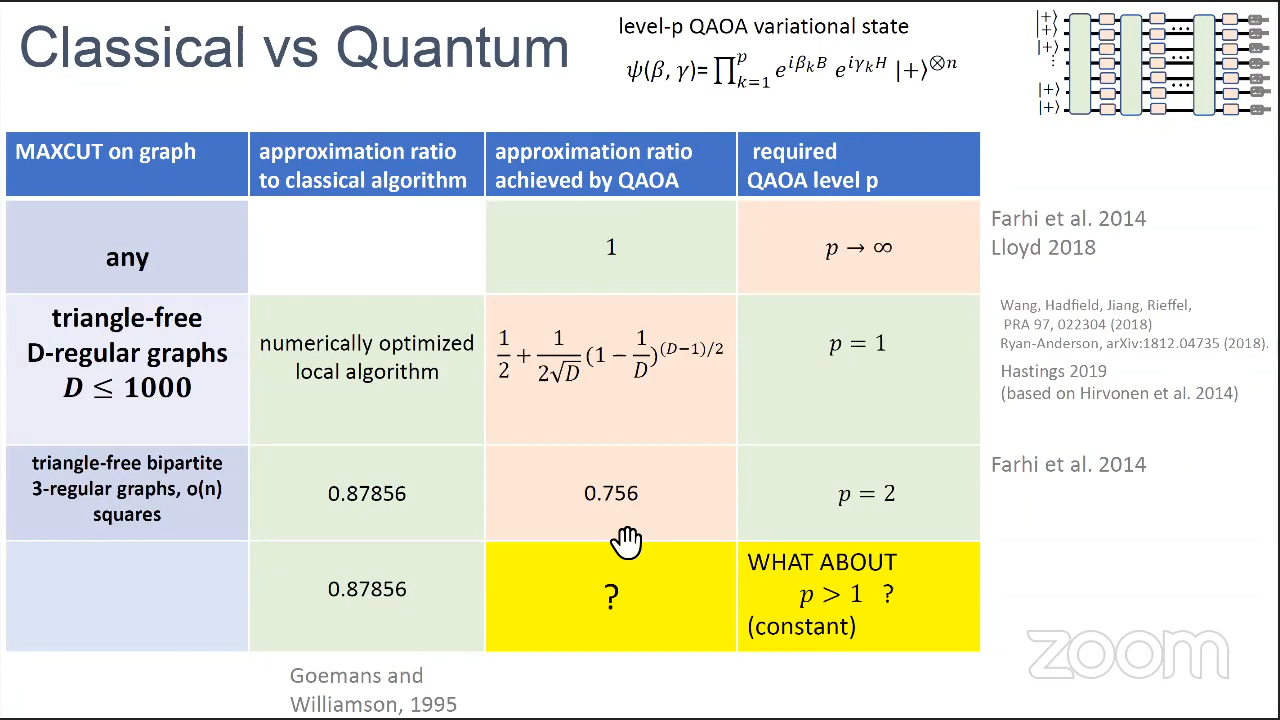 Classical vs Quantum
level-p QAOA variational state
ψ(β, γ)= ∏_{k=1}^{p} e^{iβ_k B} e^{iγ_k H} |+⟩^{⊗n}
|+⟩
|+⟩
|+⟩
⋮
|+⟩
|+⟩
...
...
MAXCUT on graph
approximation ratio
to classical algorithm
approximation ratio
achieved by QAOA
required
QAOA level p
any
1
p → ∞
Farhi et al. 2014
Lloyd 2018
triangle-free
D-regular graphs
D ≤ 1000
numerically optimized
local algorithm
1/2 + 1/(2√D) (1 − 1/D)^{(D−1)/2}
p = 1
Wang, Hadfield, Jiang, Rieffel,
PRA 97, 022304 (2018)
Ryan-Anderson, arXiv:1812.04735 (2018).
Hastings 2019
(based on Hirvonen et al. 2014)
triangle-free bipartite
3-regular graphs, o(n)
squares
0.87856
0.756
p = 2
Farhi et al. 2014
0.87856
?
WHAT ABOUT
p > 1 ?
(constant)
Goemans and
Williamson, 1995
zoom